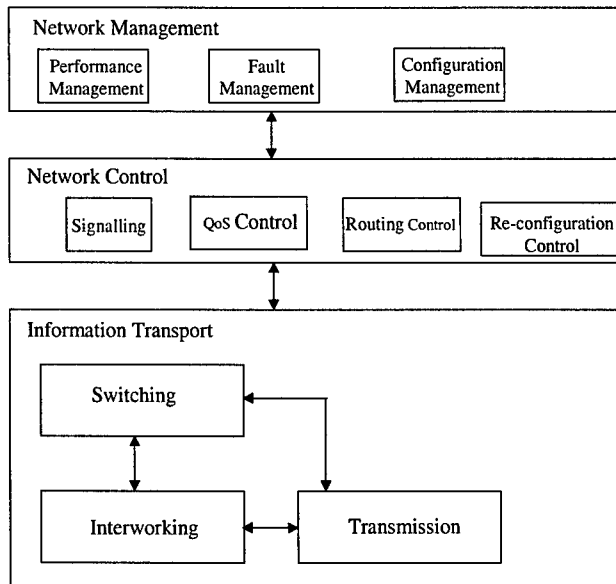 Network Management
Performance
Management
Fault
Management
Configuration
Management
Network Control
Signalling
QoS Control
Routing Control
Re-configuration
Control
Information Transport
Switching
Interworking
Transmission